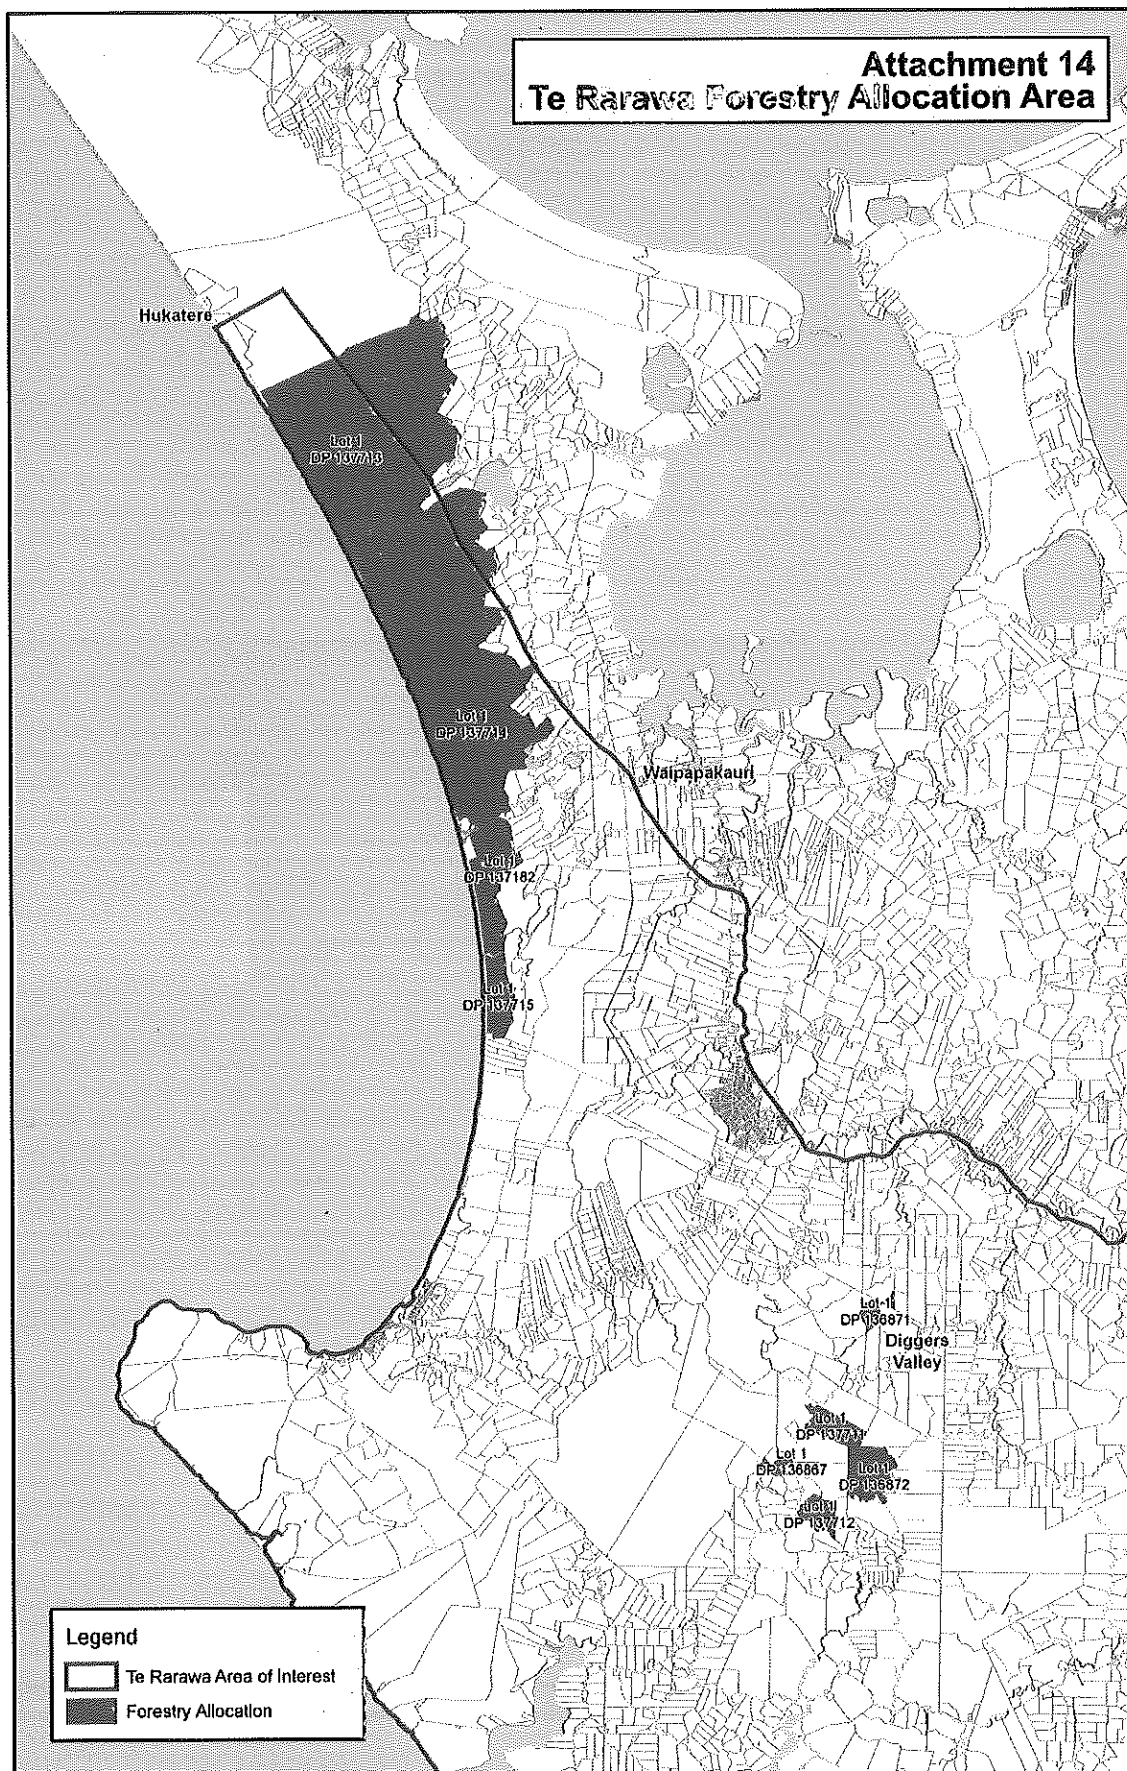 Attachment 14
Te Rarawa Forestry Allocation Area
Hukatere
Lot 1
DP 137713
Lot 1
DP 137714
Waipapakauri
Lot 1
DP 137182
Lot 1
DP 137715
Lot 1
DP 136871
Diggers
Valley
Lot 1
DP 137711
Lot 1
DP 136867
Lot 1
DP 136872
Lot 1
DP 137712
Legend
Te Rarawa Area of Interest
Forestry Allocation